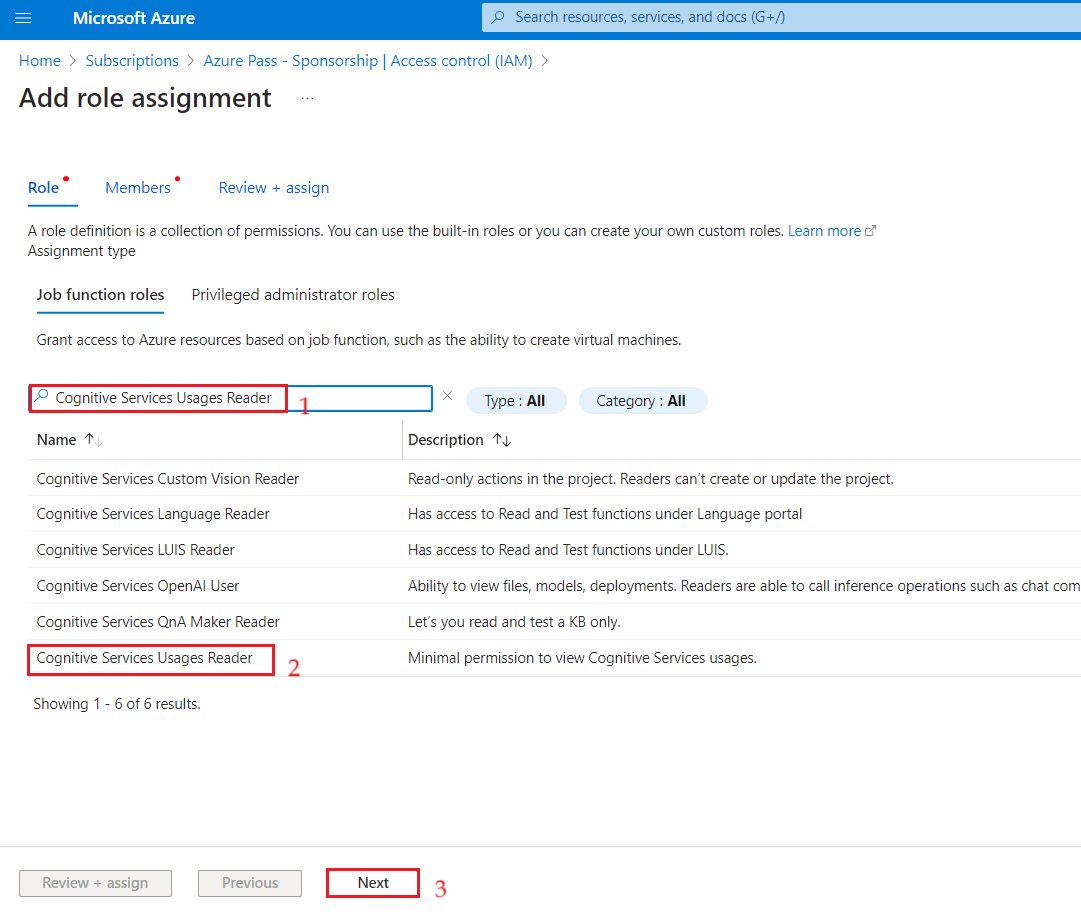 Microsoft Azure
Search resources, services, and docs (G+/)
Home > Subscriptions > Azure Pass - Sponsorship | Access control (IAM) >
Add role assignment ...
Role Members Review + assign
A role definition is a collection of permissions. You can use the built-in roles or you can create your own custom roles. Learn more
Assignment type
Job function roles Privileged administrator roles
Grant access to Azure resources based on job function, such as the ability to create virtual machines.
Cognitive Services Usages Reader 1 × Type : All Category : All
Name ↑↓ Description ↑↓
Cognitive Services Custom Vision Reader Read-only actions in the project. Readers can't create or update the project.
Cognitive Services Language Reader Has access to Read and Test functions under Language portal
Cognitive Services LUIS Reader Has access to Read and Test functions under LUIS.
Cognitive Services OpenAI User Ability to view files, models, deployments. Readers are able to call inference operations such as chat com
Cognitive Services QnA Maker Reader Let's you read and test a KB only.
Cognitive Services Usages Reader 2 Minimal permission to view Cognitive Services usages.
Showing 1 - 6 of 6 results.
Review + assign Previous Next 3